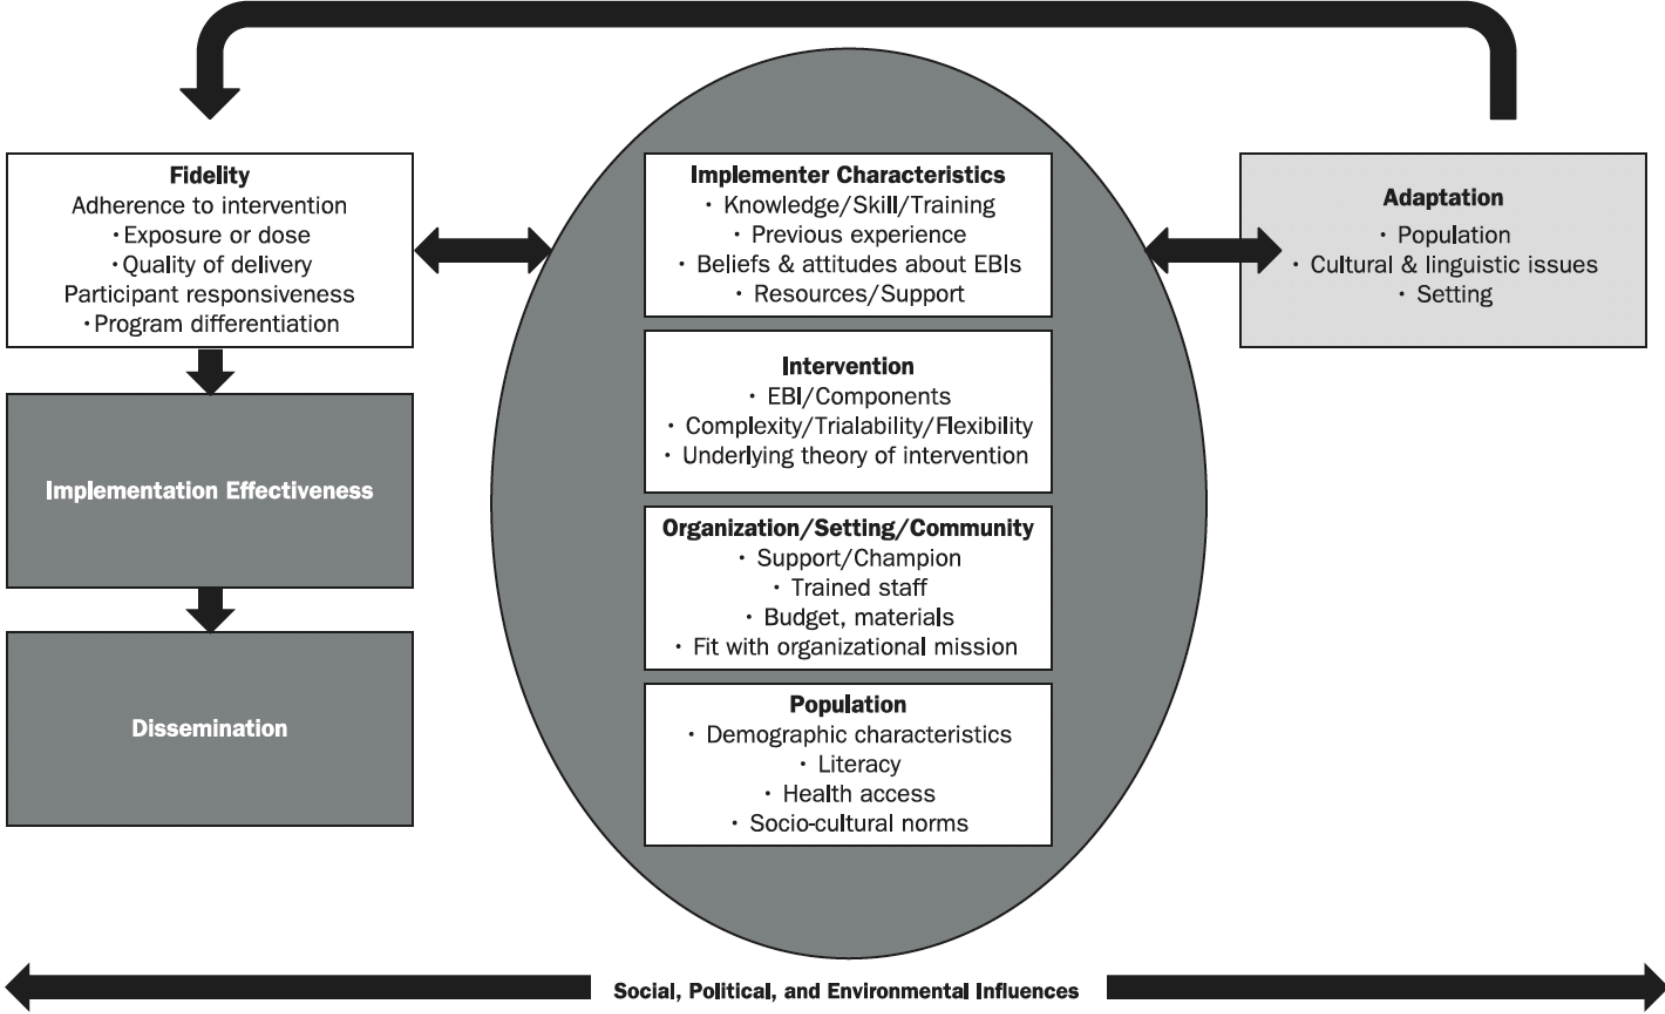 Fidelity
Adherence to intervention
• Exposure or dose
• Quality of delivery
Participant responsiveness
• Program differentiation
Implementation Effectiveness
Dissemination
Implementer Characteristics
• Knowledge/Skill/Training
• Previous experience
• Beliefs & attitudes about EBIs
• Resources/Support
Intervention
• EBI/Components
• Complexity/Trialability/Flexibility
• Underlying theory of intervention
Organization/Setting/Community
• Support/Champion
• Trained staff
• Budget, materials
• Fit with organizational mission
Population
• Demographic characteristics
• Literacy
• Health access
• Socio-cultural norms
Adaptation
• Population
• Cultural & linguistic issues
• Setting
Social, Political, and Environmental Influences